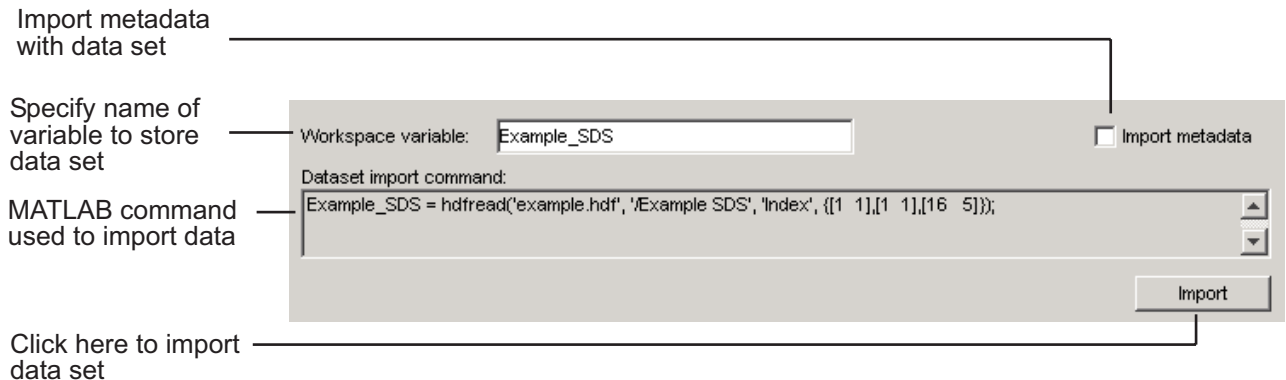 Import metadata
with data set
Specify name of
variable to store
data set
Workspace variable: Example_SDS Import metadata
Dataset import command:
MATLAB command
used to import data
Example_SDS = hdfread('example.hdf', '/Example SDS', 'Index', {[1 1],[1 1],[16 5]});
Import
Click here to import
data set